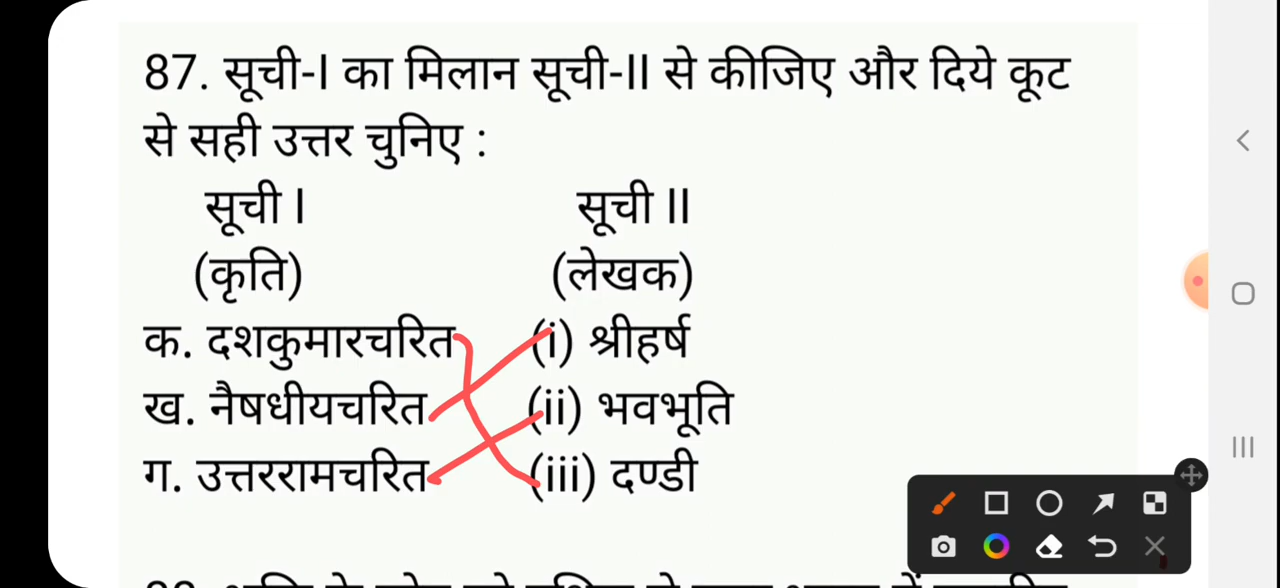 87. सूची-I का मिलान सूची-II से कीजिए और दिये कूट
से सही उत्तर चुनिए :
सूची I सूची II
(कृति) (लेखक)
क. दशकुमारचरित (i) श्रीहर्ष
ख. नैषधीयचरित (ii) भवभूति
ग. उत्तररामचरित (iii) दण्डी